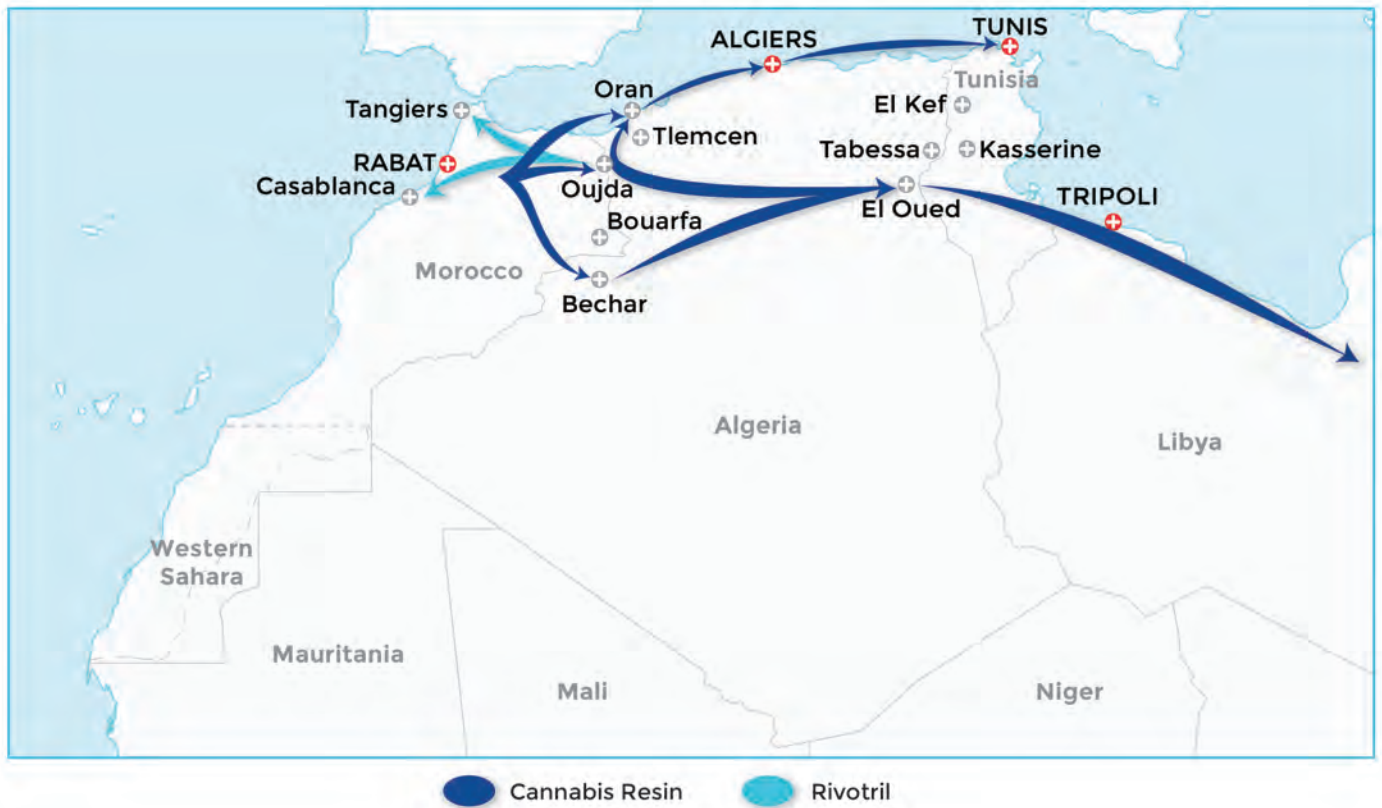 TUNIS
ALGIERS
Tunisia
Oran
Tangiers
El Kef
Tlemcen
Tabessa
Kasserine
RABAT
Casablanca
Oujda
El Oued
TRIPOLI
Bouarfa
Morocco
Bechar
Algeria
Libya
Western
Sahara
Mauritania
Mali
Niger
Cannabis Resin
Rivotril